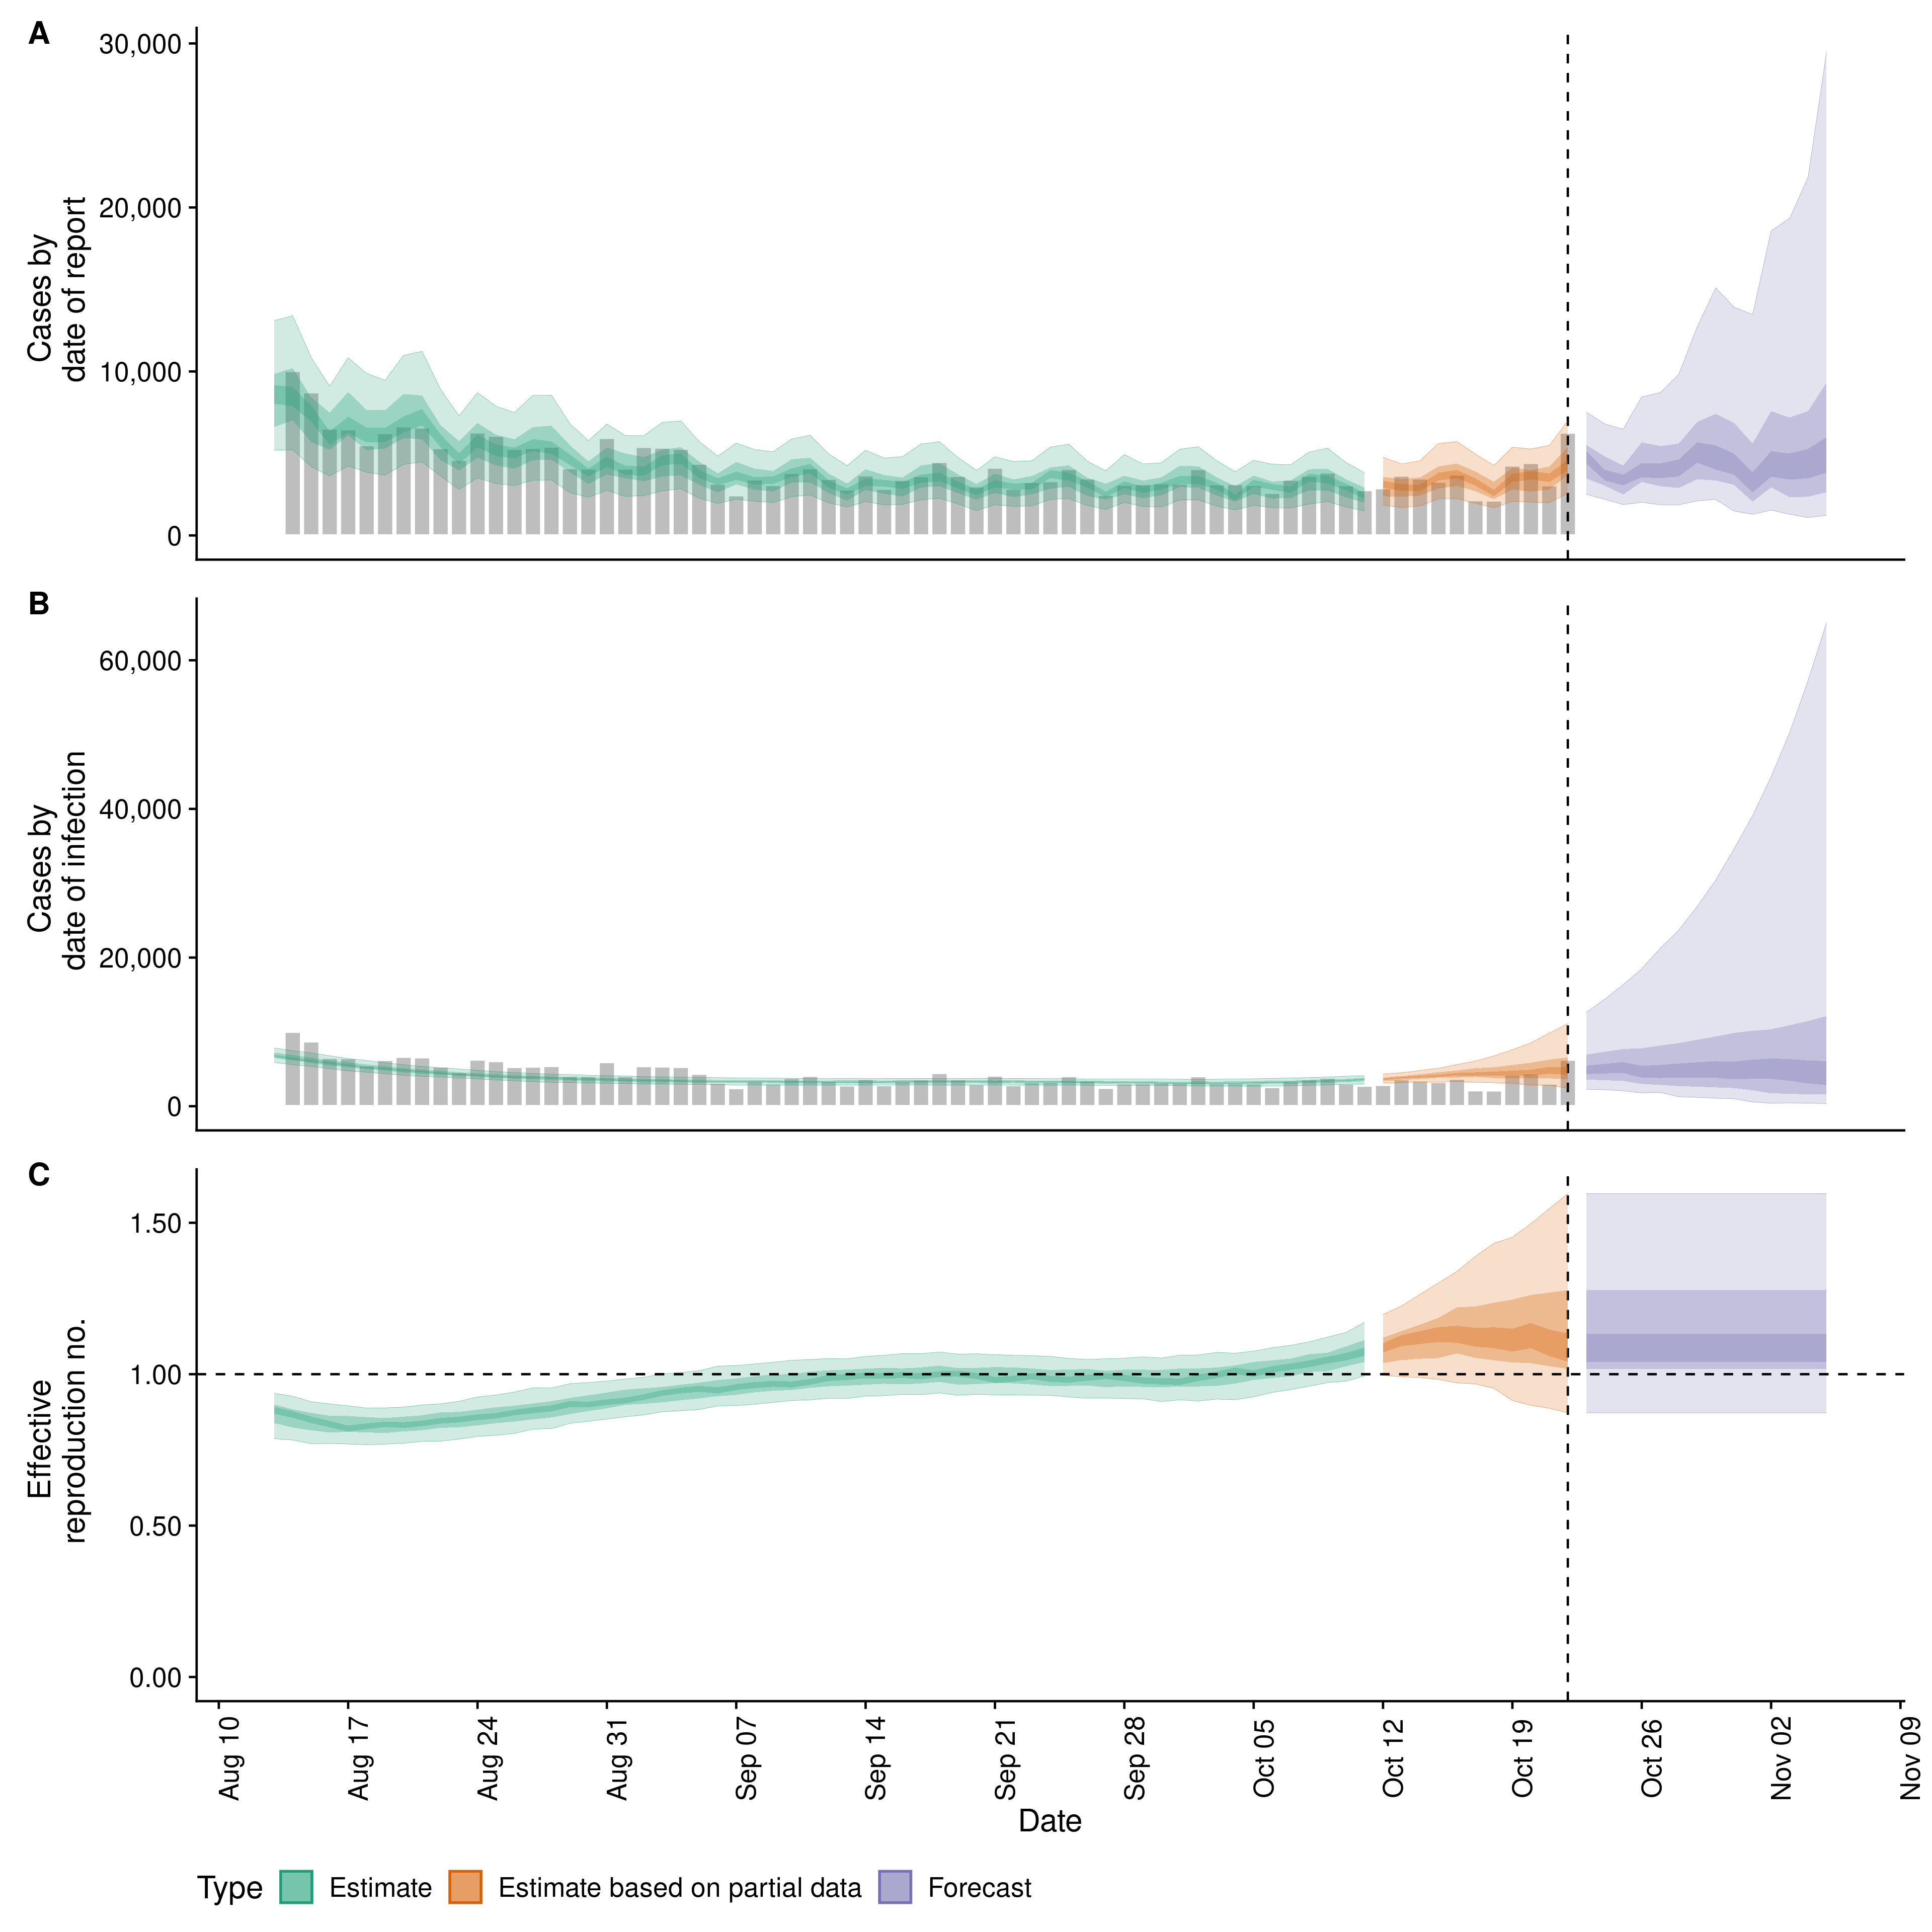 A
Cases by
date of report
30,000
20,000
10,000
0
B
Cases by
date of infection
60,000
40,000
20,000
0
C
Effective
reproduction no.
1.50
1.00
0.50
0.00
Aug 10
Aug 17
Aug 24
Aug 31
Sep 07
Sep 14
Sep 21
Sep 28
Oct 05
Oct 12
Oct 19
Oct 26
Nov 02
Nov 09
Date
Type Estimate Estimate based on partial data Forecast